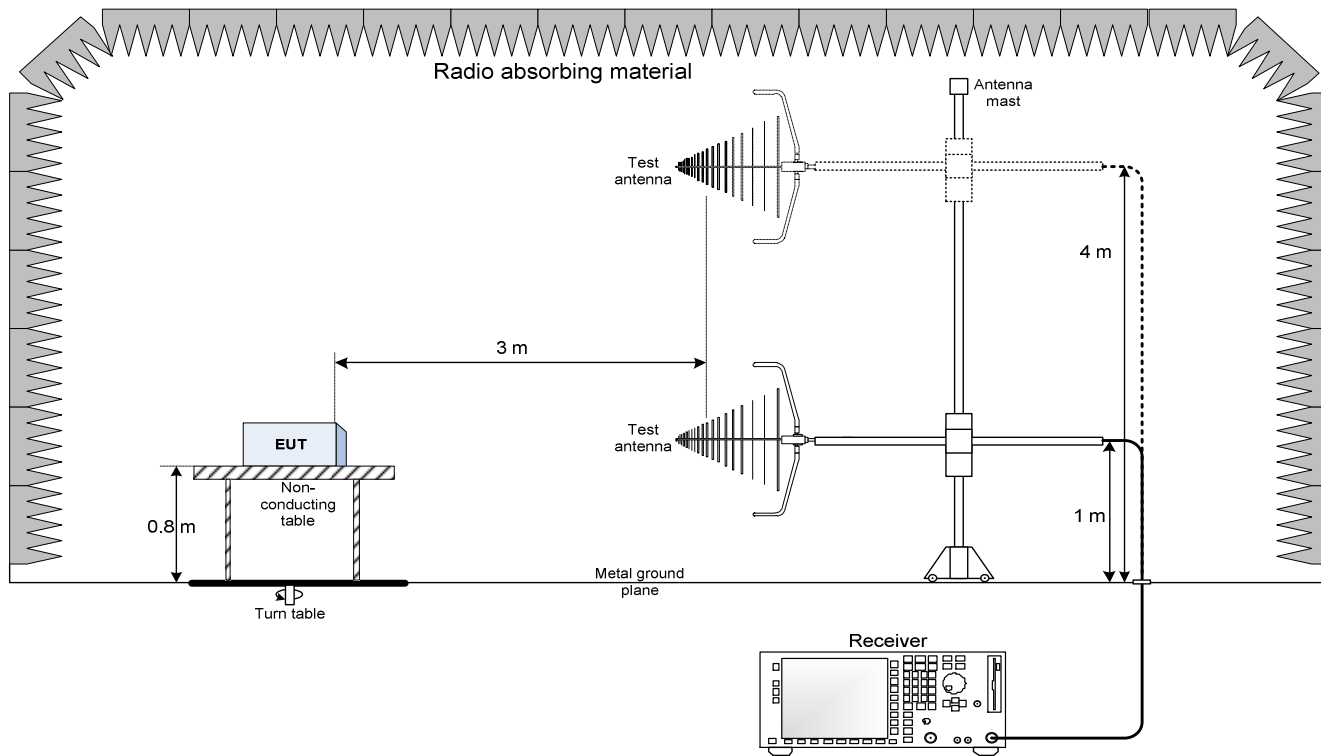 Radio absorbing material
Antenna
mast
Test
antenna
4 m
3 m
Test
antenna
EUT
Non-
conducting
table
0.8 m
1 m
Metal ground
plane
Turn table
Receiver